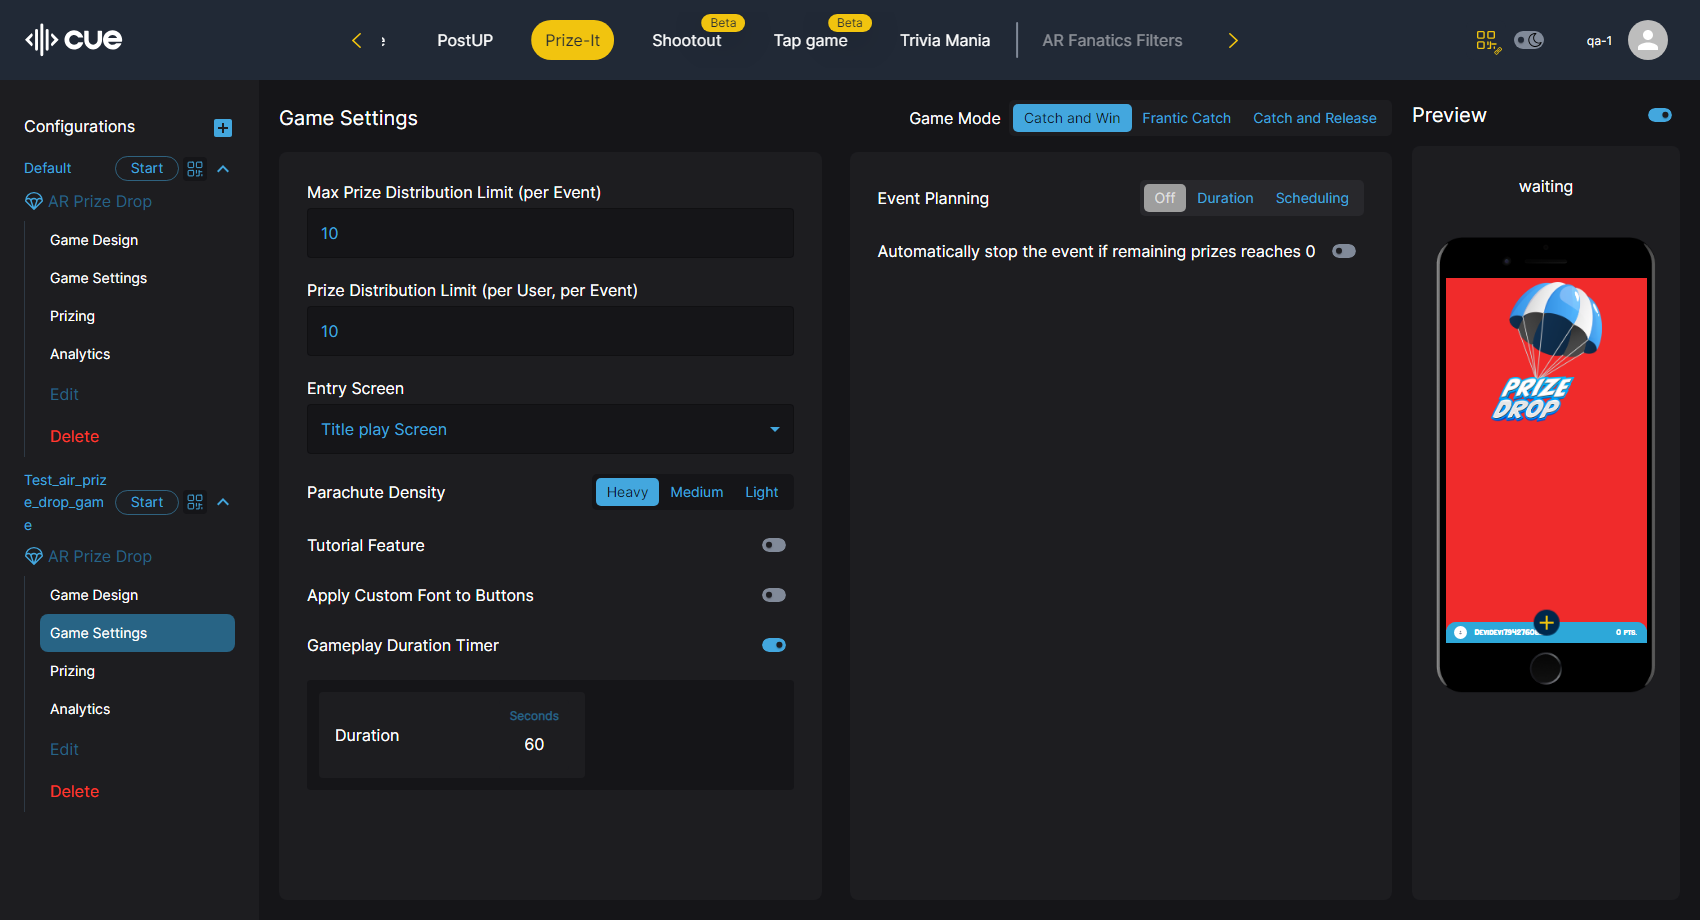 cue
e
PostUP
Prize-It
Beta
Shootout
Beta
Tap game
Trivia Mania
AR Fanatics Filters
qa-1
Configurations
Default
Start
AR Prize Drop
Game Design
Game Settings
Prizing
Analytics
Edit
Delete
Test_air_priz
e_drop_gam
e
Start
AR Prize Drop
Game Design
Game Settings
Prizing
Analytics
Edit
Delete
Game Settings
Game Mode
Catch and Win
Frantic Catch
Catch and Release
Max Prize Distribution Limit (per Event)
10
Prize Distribution Limit (per User, per Event)
10
Entry Screen
Title play Screen
Parachute Density
Heavy
Medium
Light
Tutorial Feature
Apply Custom Font to Buttons
Gameplay Duration Timer
Duration
Seconds
60
Event Planning
Off
Duration
Scheduling
Automatically stop the event if remaining prizes reaches 0
Preview
waiting
PRIZE
DROP
0 PTS.